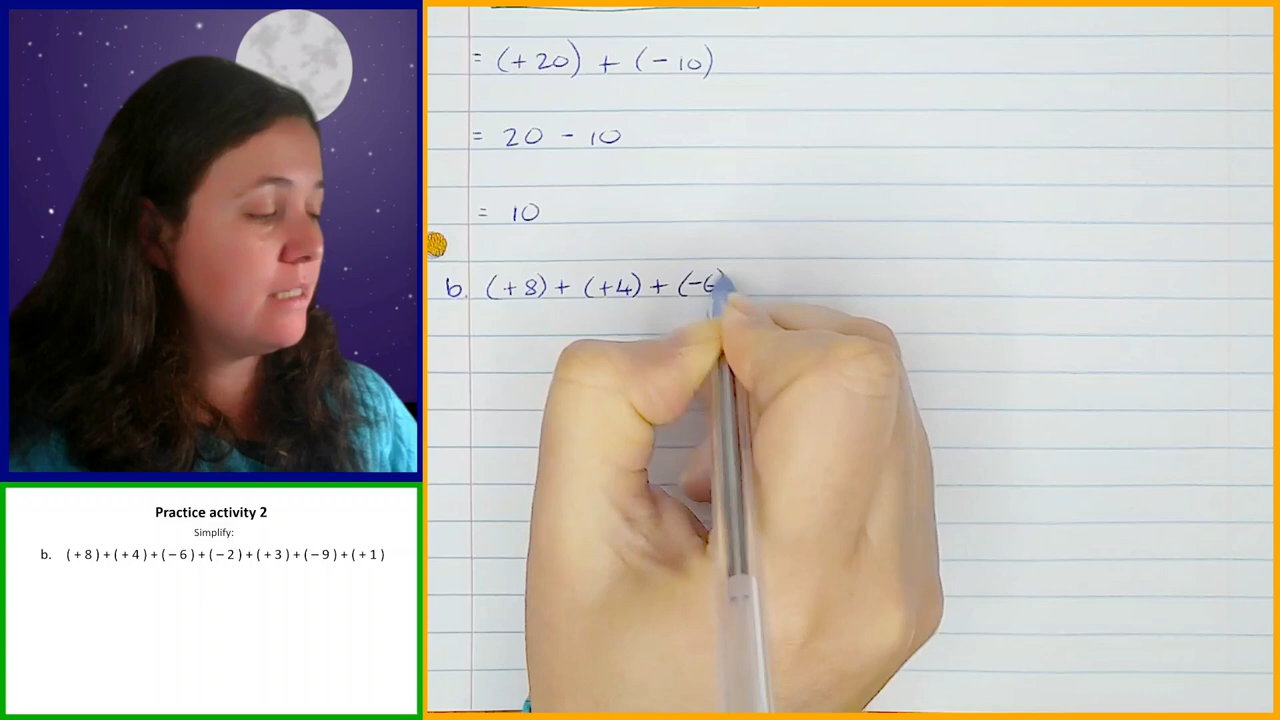 = (+20) + (-10)
= 20 - 10
= 10
b. (+8) + (+4) + (-6)
Practice activity 2
Simplify:
b. (+8)+(+4)+(−6)+(−2)+(+3)+(−9)+(+1)